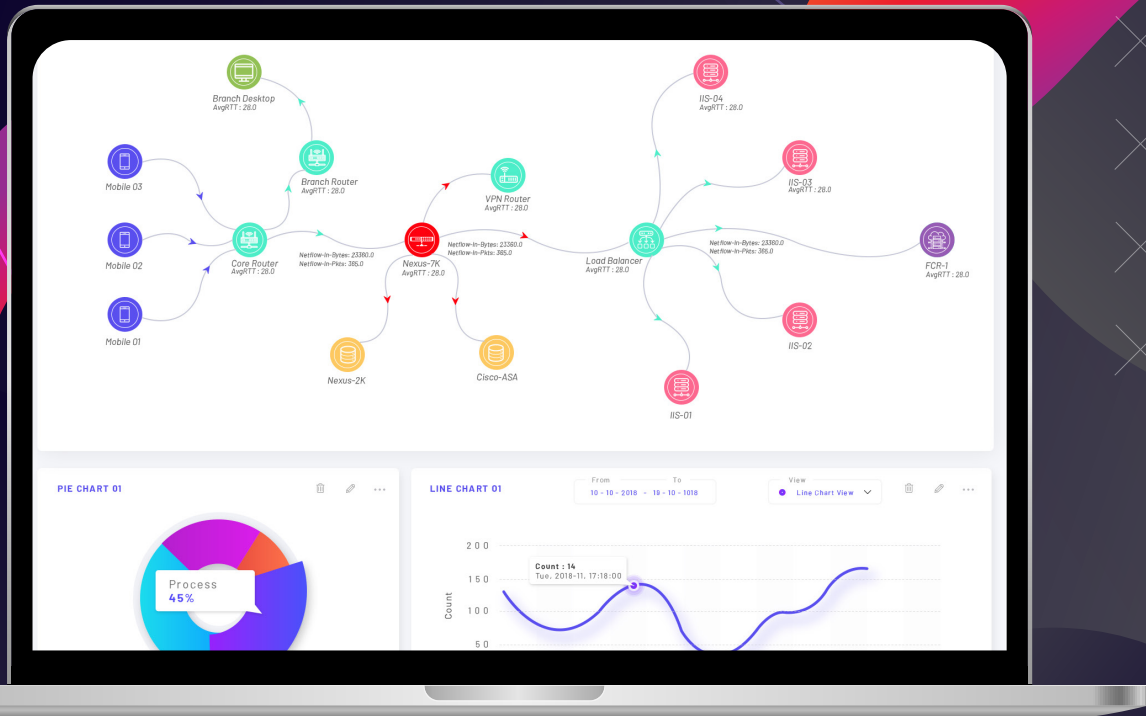 Branch Desktop
AvgRTT : 28.0
IIS-04
AvgRTT : 28.0
Mobile 03
Branch Router
AvgRTT : 28.0
VPN Router
AvgRTT : 28.0
IIS-03
AvgRTT : 28.0
Mobile 02
Core Router
AvgRTT : 28.0
Netflow-In-Bytes: 23360.0
Netflow-In-Pkts: 365.0
Nexus-7K
AvgRTT : 28.0
Netflow-In-Bytes: 23360.0
Netflow-In-Pkts: 365.0
Load Balancer
AvgRTT : 28.0
Netflow-In-Bytes: 23360.0
Netflow-In-Pkts: 365.0
FCR-1
AvgRTT : 28.0
Mobile 01
Nexus-2K
Cisco-ASA
IIS-02
IIS-01
PIE CHART 01
Process
45%
LINE CHART 01
From To
10 - 10 - 2018 - 19 - 10 - 1018
View
Line Chart View
200
150
100
50
Count
Count : 14
Tue, 2018-11, 17:18:00